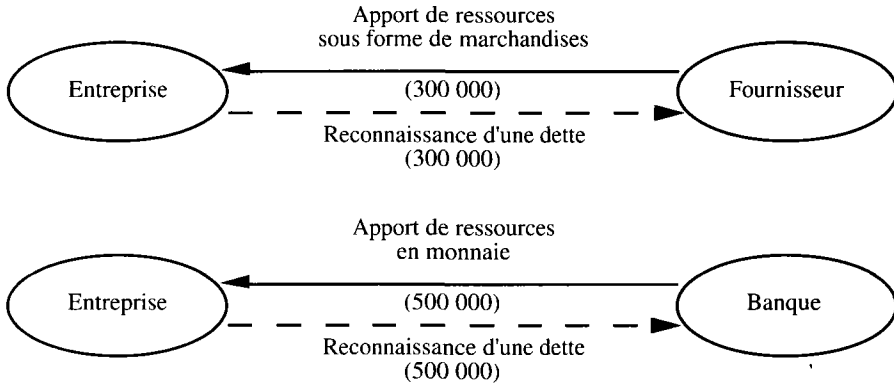 Apport de ressources
sous forme de marchandises
Entreprise
(300 000)
Fournisseur
Reconnaissance d'une dette
(300 000)
Apport de ressources
en monnaie
Entreprise
(500 000)
Banque
Reconnaissance d'une dette
(500 000)